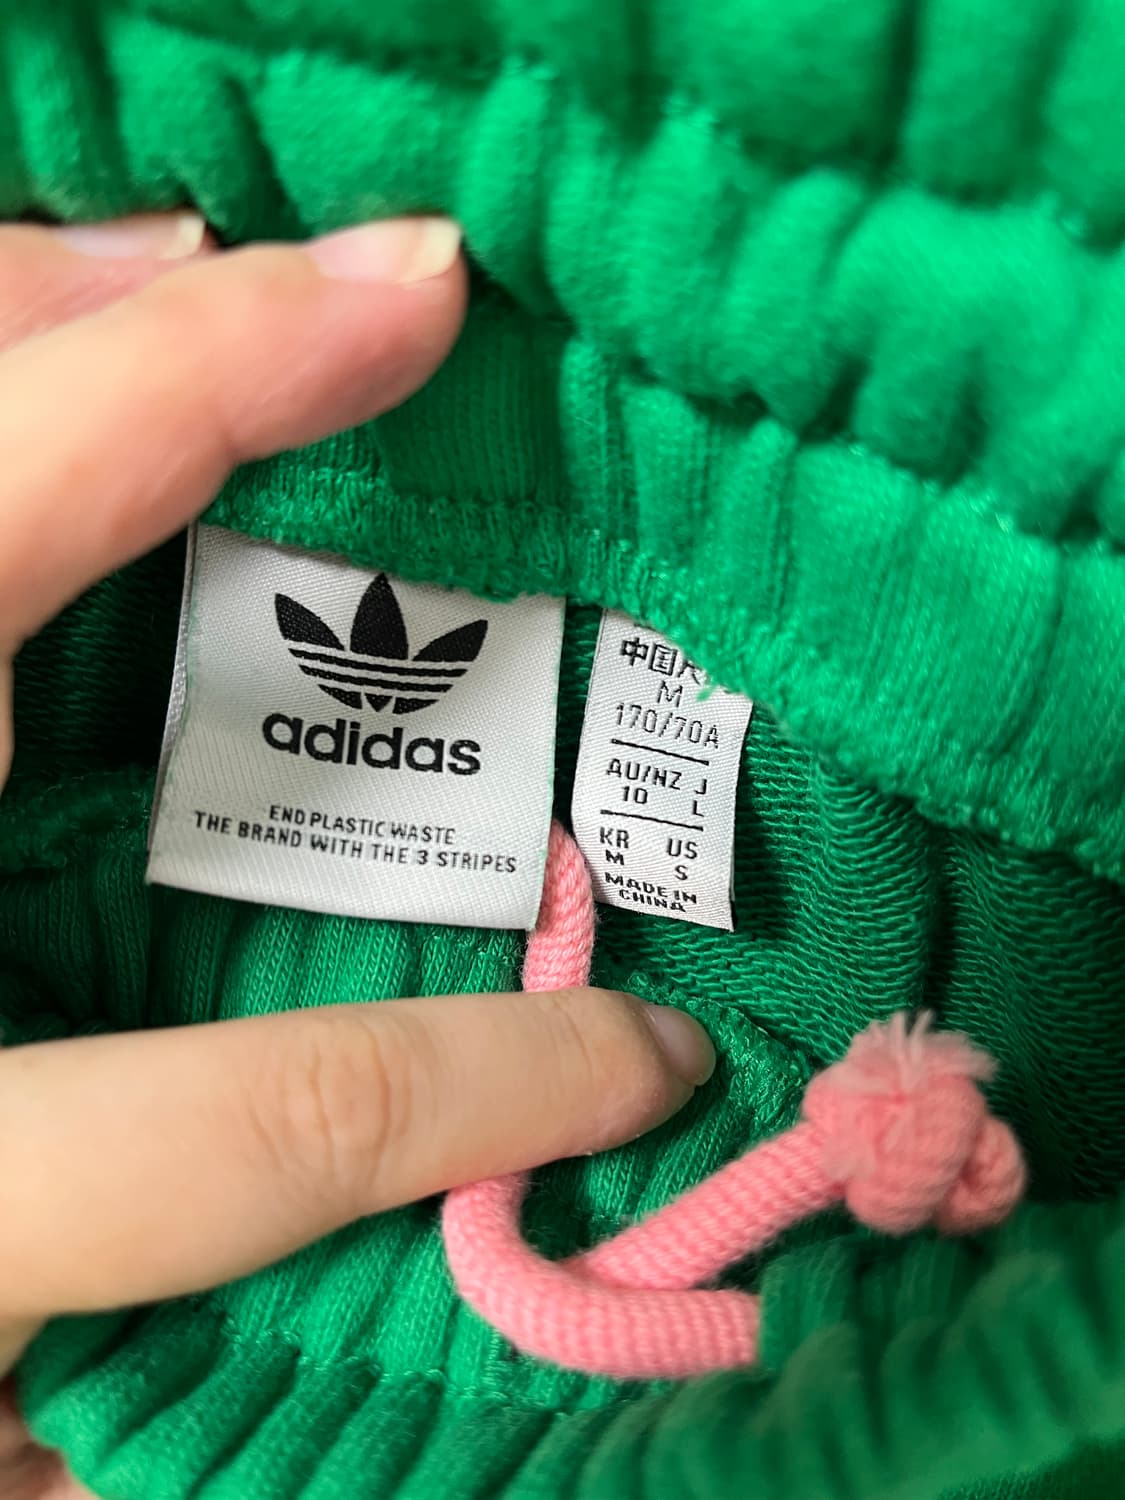 adidas
END PLASTIC WASTE
THE BRAND WITH THE 3 STRIPES
中国尺
M
170/70A
AU/NZ J
10 L
KR US
M S
MADE IN
CHINA